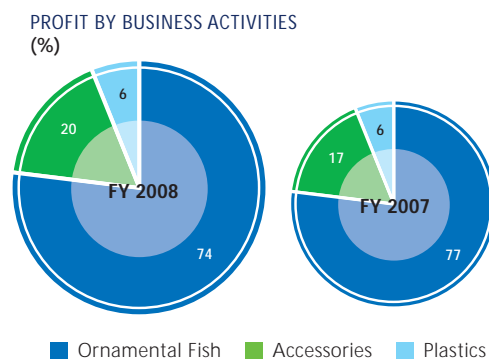 PROFIT BY BUSINESS ACTIVITIES
(%)
6
20
FY 2008
74
6
17
FY 2007
77
Ornamental Fish Accessories Plastics